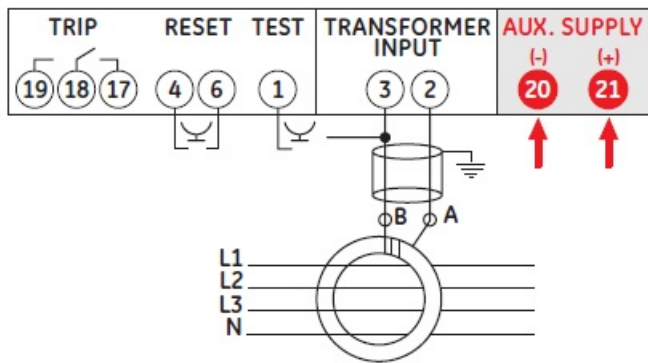 TRIP RESET TEST TRANSFORMER INPUT AUX. SUPPLY
(-) (+)
19 18 17 4 6 1 3 2 20 21
B A
L1
L2
L3
N